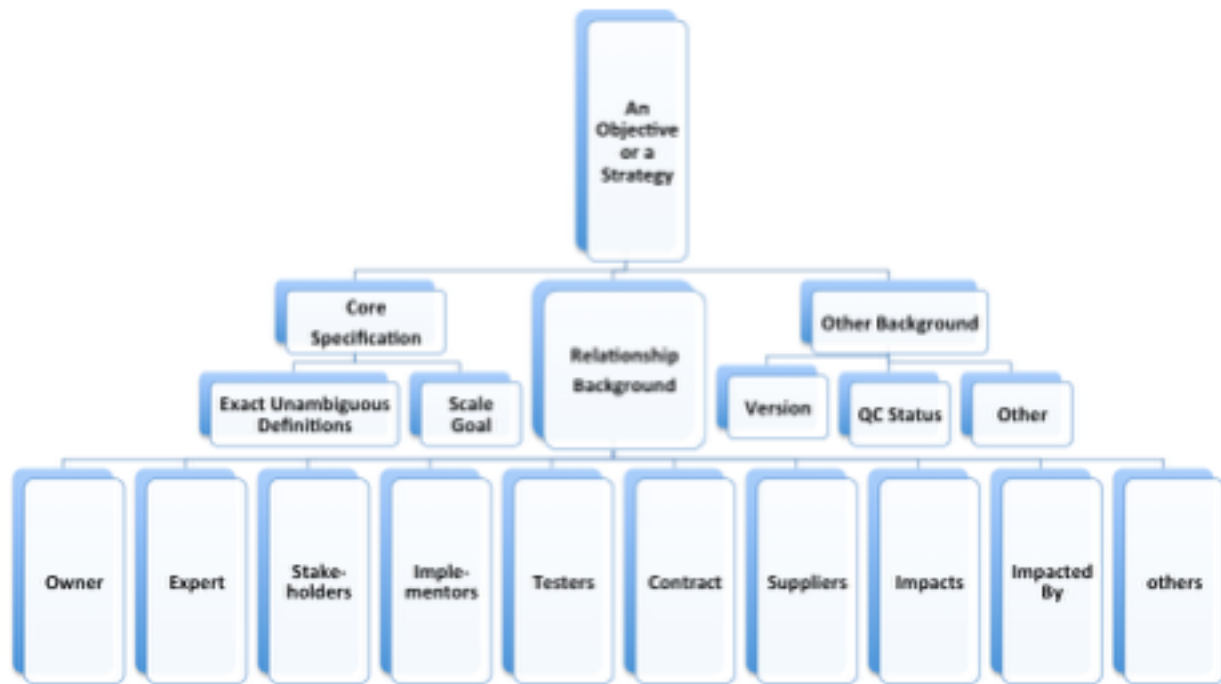 An
Objective
or a
Strategy
Core
Specification
Relationship
Background
Other Background
Exact Unambiguous
Definitions
Scale
Goal
Version
QC Status
Other
Owner
Expert
Stake-
holders
Imple-
mentors
Testers
Contract
Suppliers
Impacts
Impacted
By
others